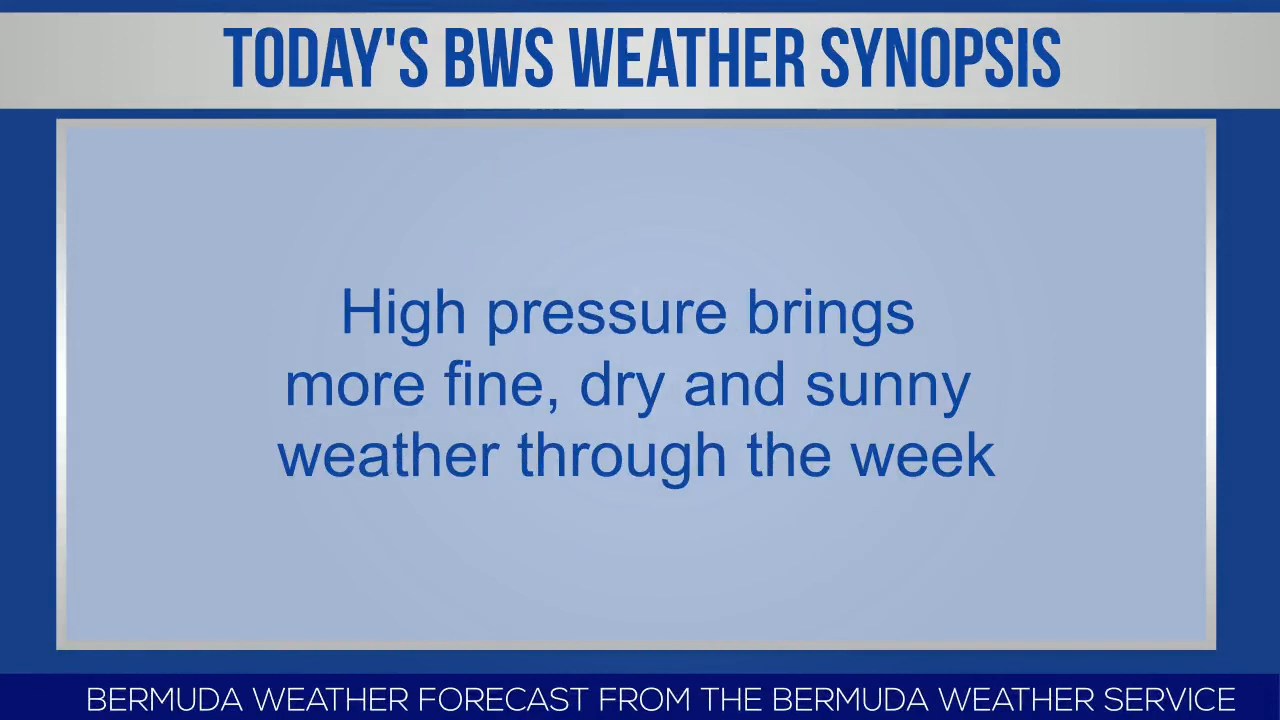 TODAY'S BWS WEATHER SYNOPSIS
High pressure brings
more fine, dry and sunny
weather through the week
BERMUDA WEATHER FORECAST FROM THE BERMUDA WEATHER SERVICE